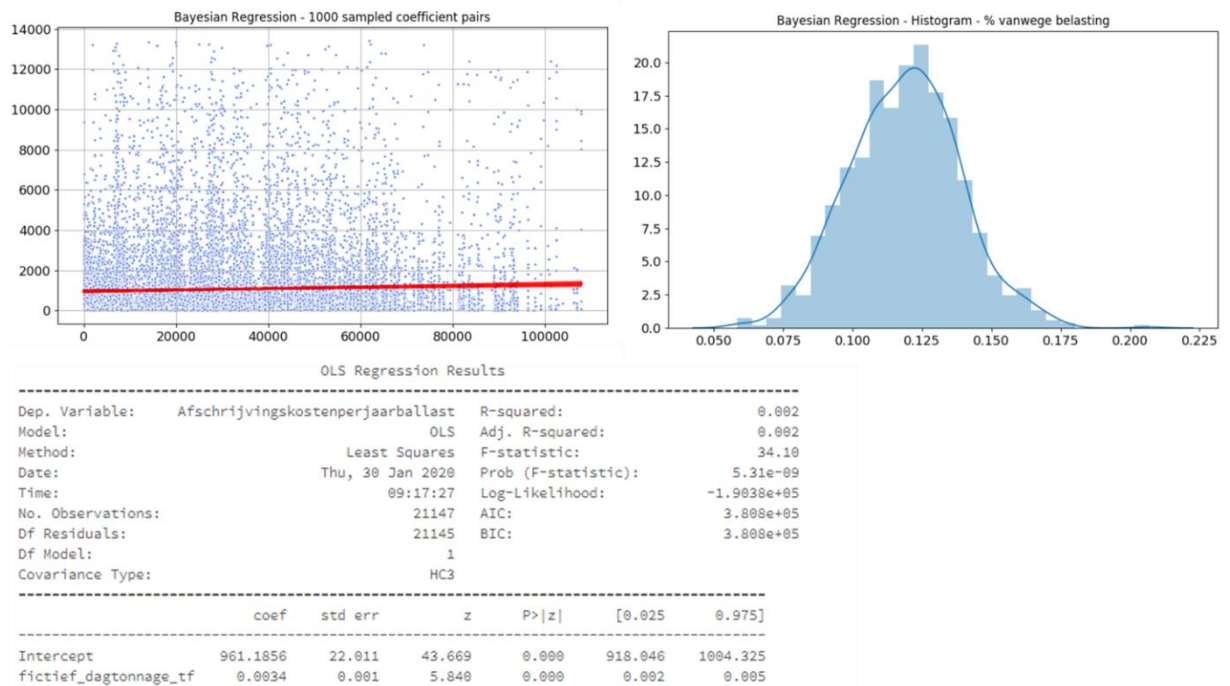 Bayesian Regression - 1000 sampled coefficient pairs
14000
12000
10000
8000
6000
4000
2000
0
0 20000 40000 60000 80000 100000
Bayesian Regression - Histogram - % vanwege belasting
20.0
17.5
15.0
12.5
10.0
7.5
5.0
2.5
0.0
0.050 0.075 0.100 0.125 0.150 0.175 0.200 0.225
OLS Regression Results
Dep. Variable: Afschrijvingskostenperjaarballast R-squared: 0.002
Model: OLS Adj. R-squared: 0.002
Method: Least Squares F-statistic: 34.10
Date: Thu, 30 Jan 2020 Prob (F-statistic): 5.31e-09
Time: 09:17:27 Log-Likelihood: -1.9038e+05
No. Observations: 21147 AIC: 3.808e+05
Df Residuals: 21145 BIC: 3.808e+05
Df Model: 1
Covariance Type: HC3
coef std err z P>|z| [0.025 0.975]
Intercept 961.1856 22.011 43.669 0.000 918.046 1004.325
fictief_dagtonnage_tf 0.0034 0.001 5.840 0.000 0.002 0.005